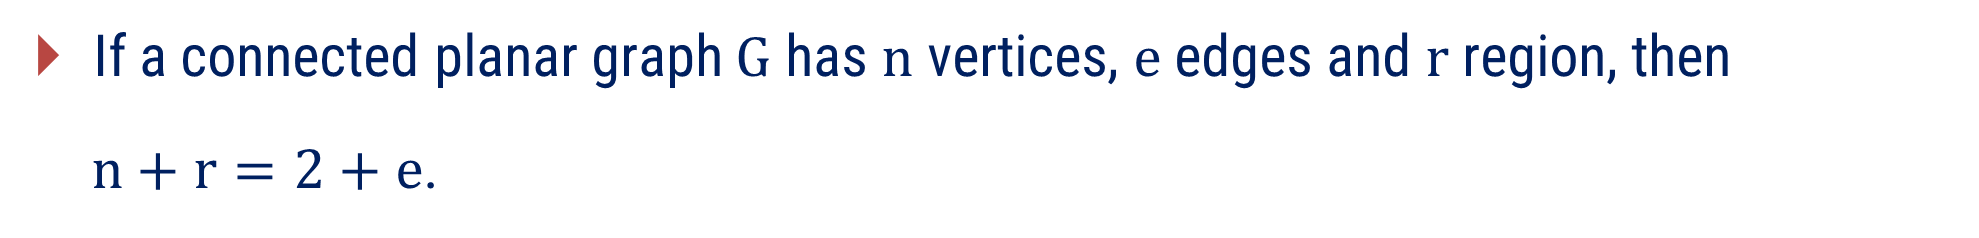 If a connected planar graph G has n vertices, e edges and r region, then
n + r = 2 + e.